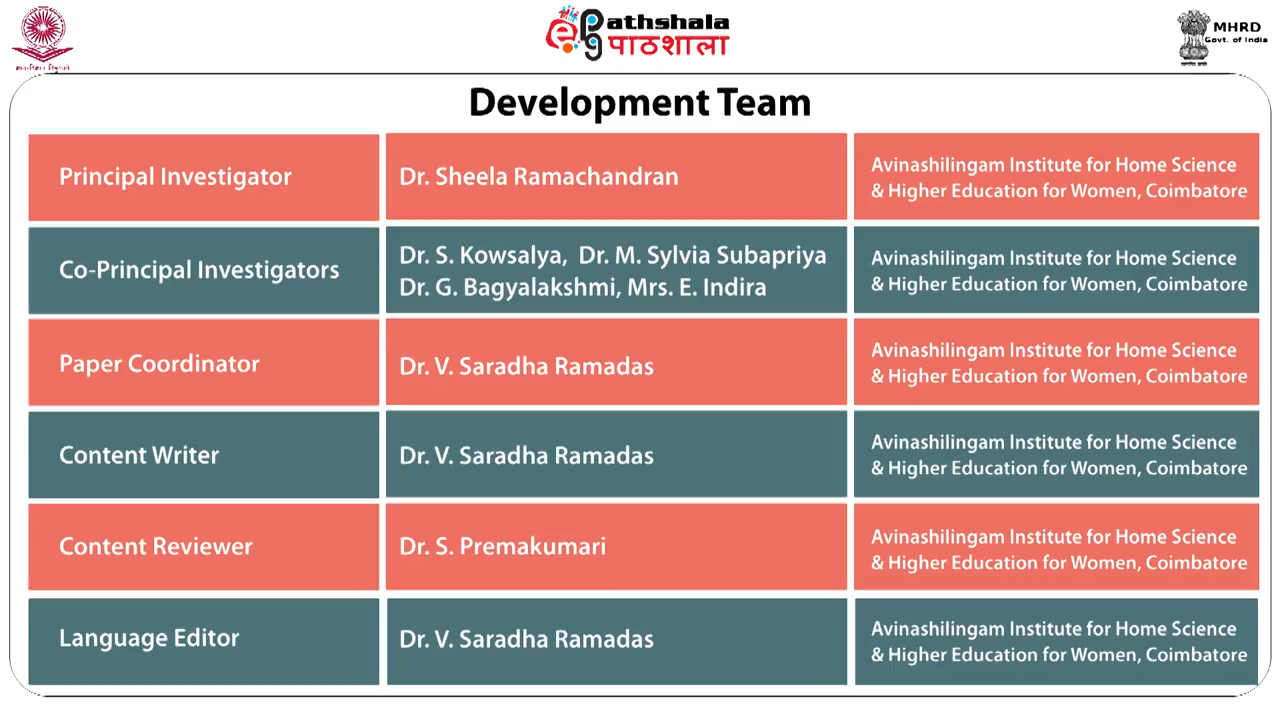 epg Pathshala
पाठशाला
MHRD
Govt. of India
Development Team
Principal Investigator
Dr. Sheela Ramachandran
Avinashilingam Institute for Home Science
& Higher Education for Women, Coimbatore
Co-Principal Investigators
Dr. S. Kowsalya, Dr. M. Sylvia Subapriya
Dr. G. Bagyalakshmi, Mrs. E. Indira
Avinashilingam Institute for Home Science
& Higher Education for Women, Coimbatore
Paper Coordinator
Dr. V. Saradha Ramadas
Avinashilingam Institute for Home Science
& Higher Education for Women, Coimbatore
Content Writer
Dr. V. Saradha Ramadas
Avinashilingam Institute for Home Science
& Higher Education for Women, Coimbatore
Content Reviewer
Dr. S. Premakumari
Avinashilingam Institute for Home Science
& Higher Education for Women, Coimbatore
Language Editor
Dr. V. Saradha Ramadas
Avinashilingam Institute for Home Science
& Higher Education for Women, Coimbatore